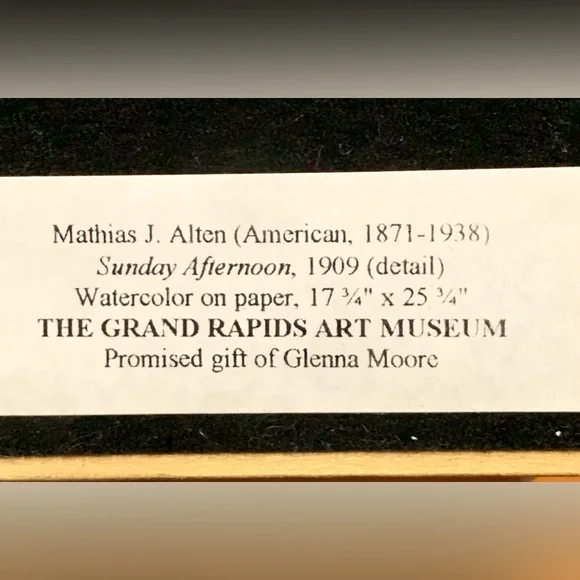 Mathias J. Alten (American, 1871-1938)
Sunday Afternoon, 1909 (detail)
Watercolor on paper, 17 ¾" x 25 ¾"
THE GRAND RAPIDS ART MUSEUM
Promised gift of Glenna Moore